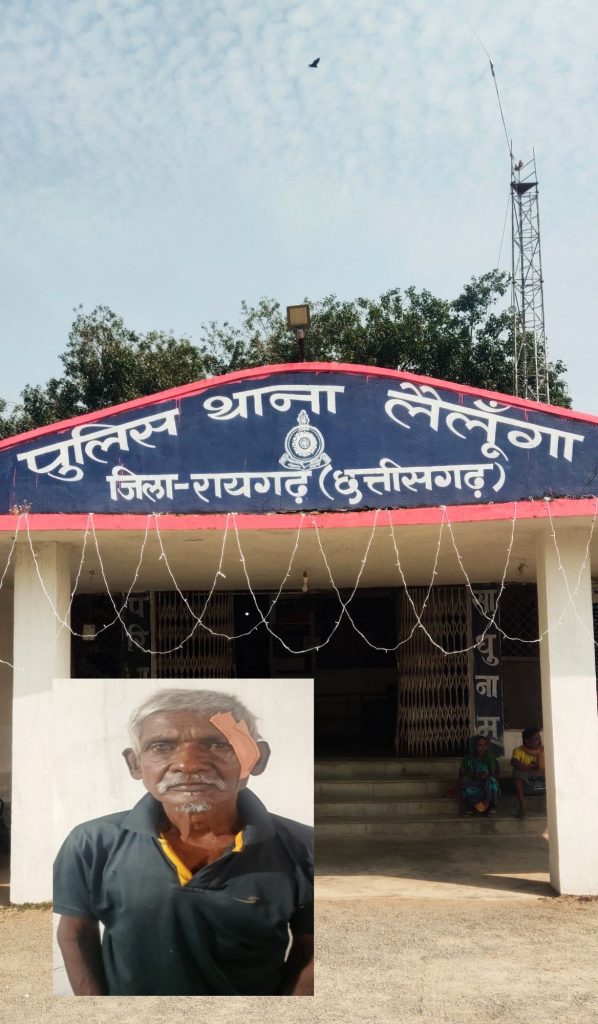 पुलिस थाना लैलूँगा
जिला-रायगढ़ (छत्तीसगढ़)
साधुनाम